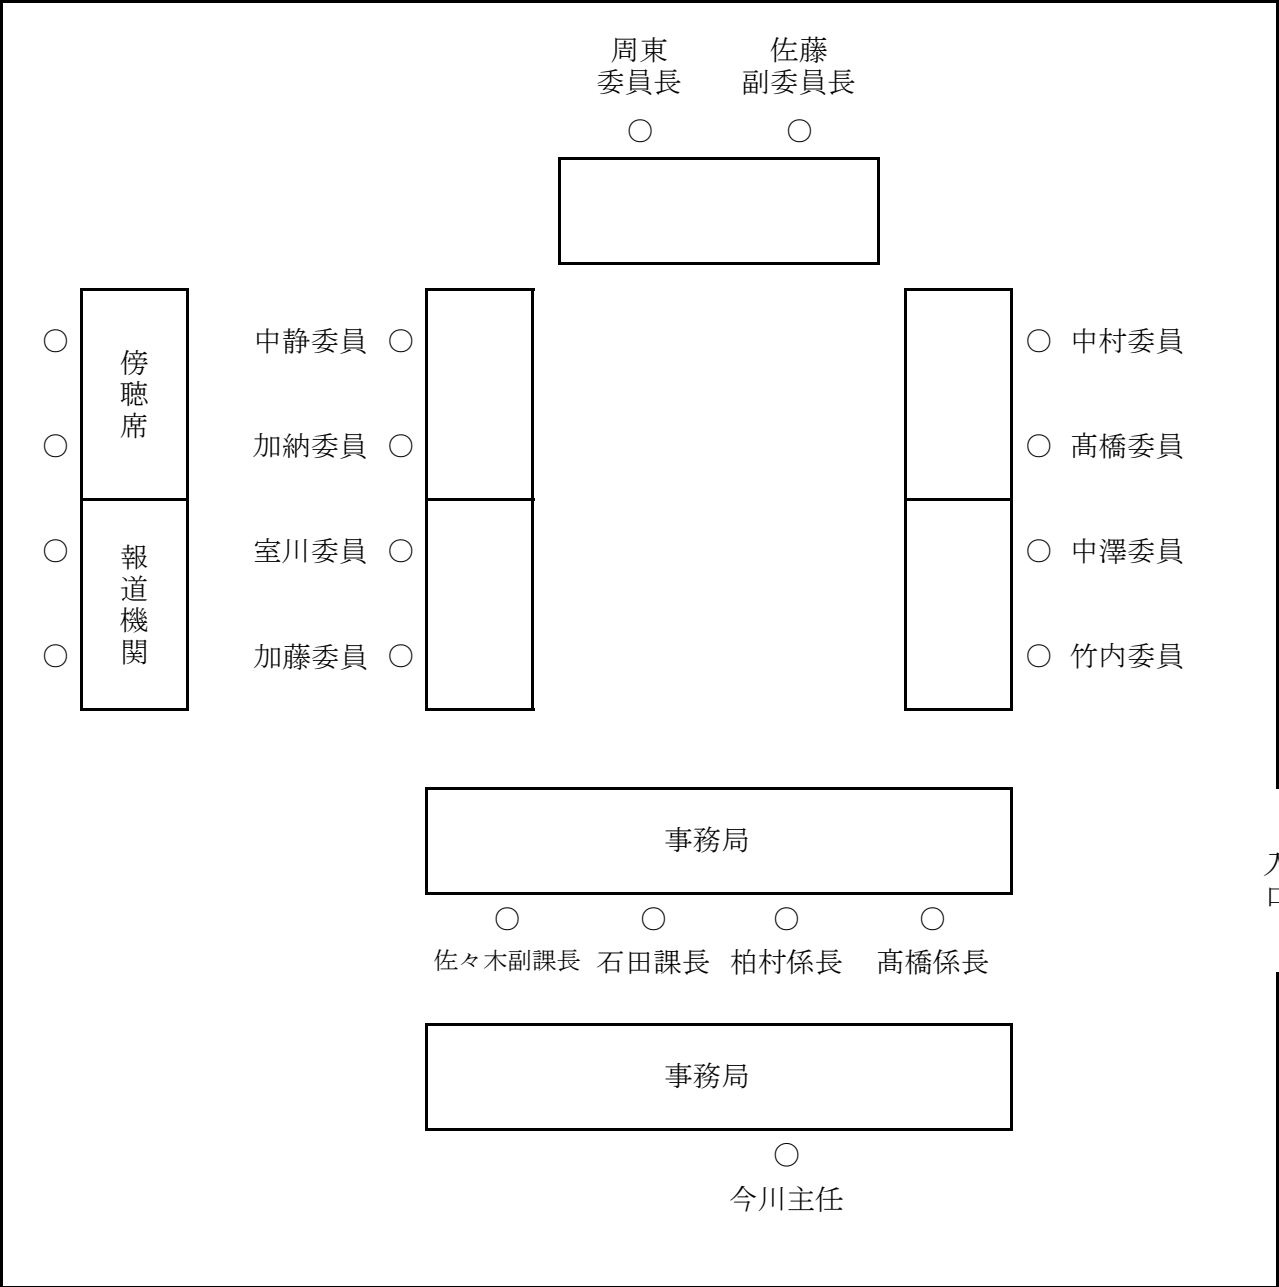 周東
委員長
佐藤
副委員長
傍聴席
報道機関
中静委員
加納委員
室川委員
加藤委員
中村委員
髙橋委員
中澤委員
竹内委員
事務局
入口
佐々木副課長
石田課長
柏村係長
髙橋係長
事務局
今川主任